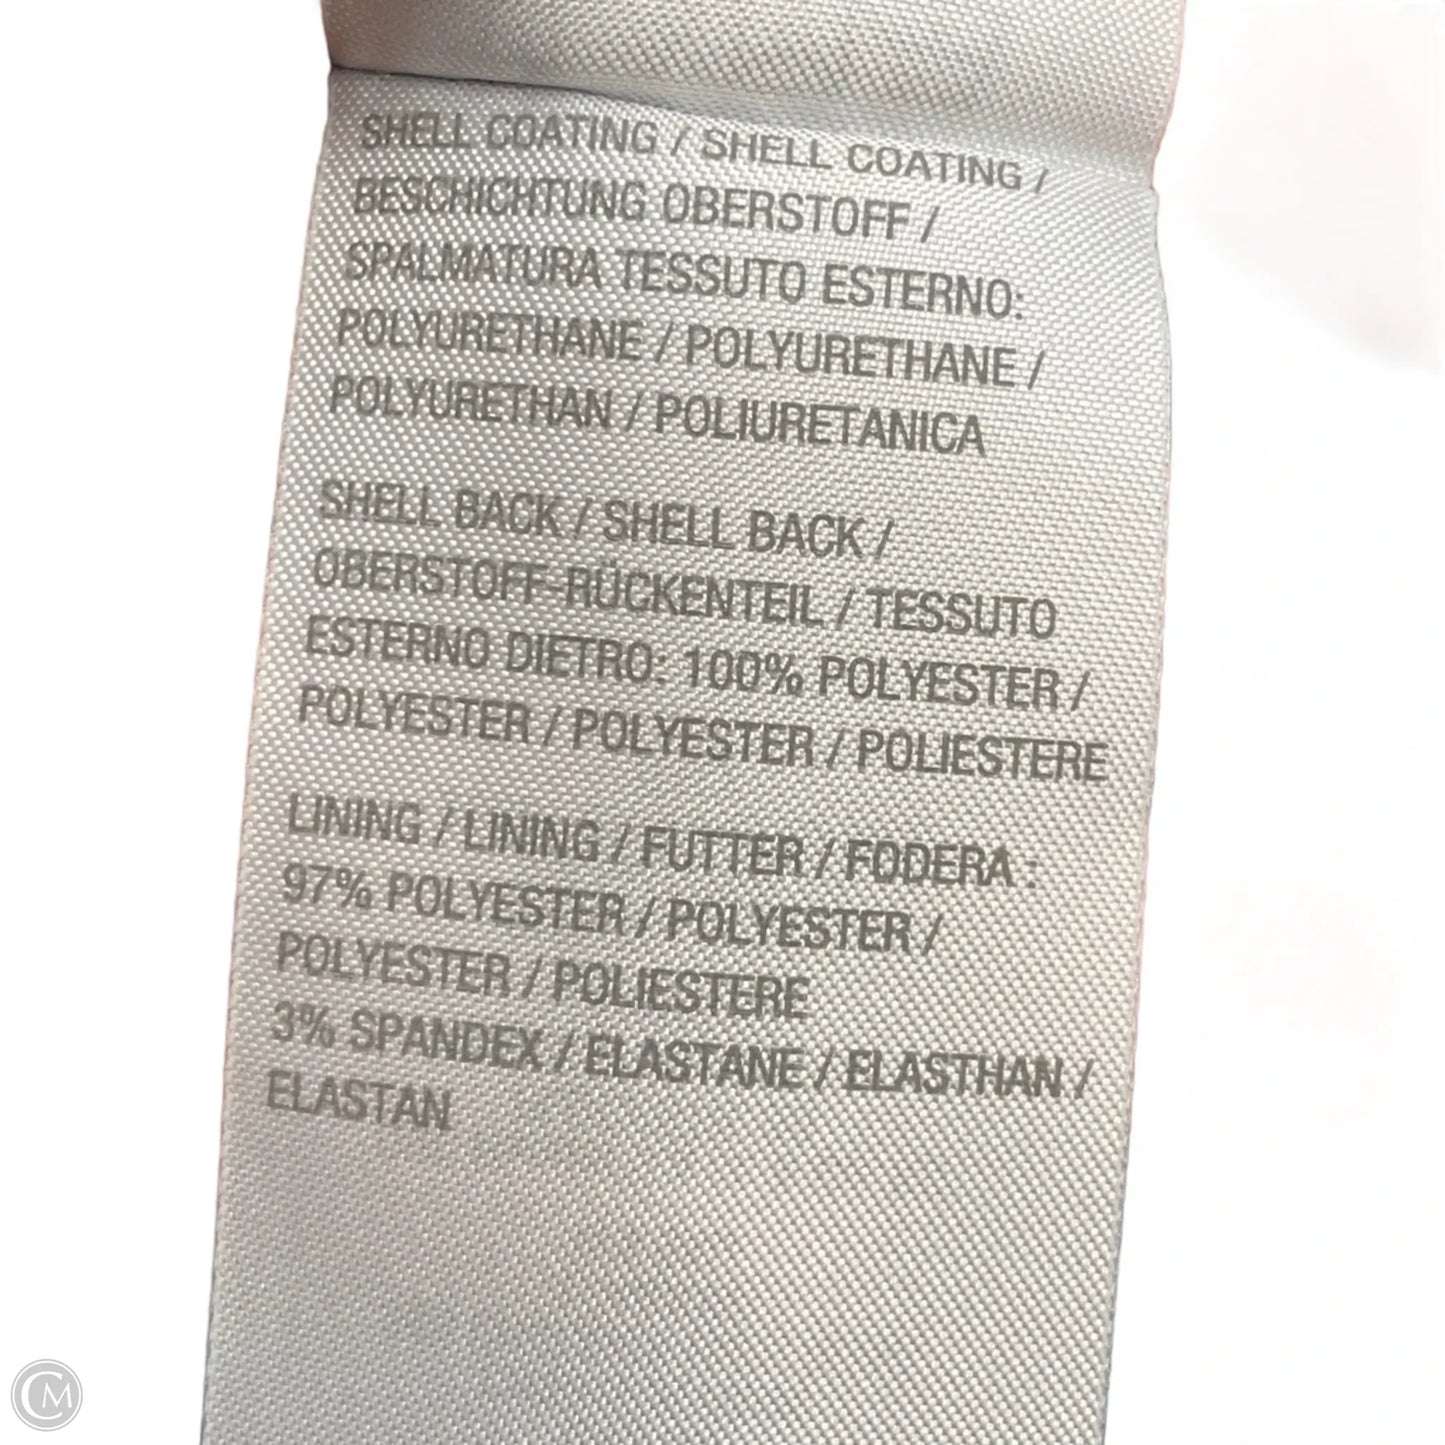 SHELL COATING / SHELL COATING /
BESCHICHTUNG OBERSTOFF /
SPALMATURA TESSUTO ESTERNO:
POLYURETHANE / POLYURETHANE /
POLYURETHAN / POLIURETANICA
SHELL BACK / SHELL BACK /
OBERSTOFF-RÜCKENTEIL / TESSUTO
ESTERNO DIETRO: 100% POLYESTER /
POLYESTER / POLYESTER / POLIESTERE
LINING / LINING / FUTTER / FODERA :
97% POLYESTER / POLYESTER /
POLYESTER / POLIESTERE
3% SPANDEX / ELASTANE / ELASTHAN /
ELASTAN
CM